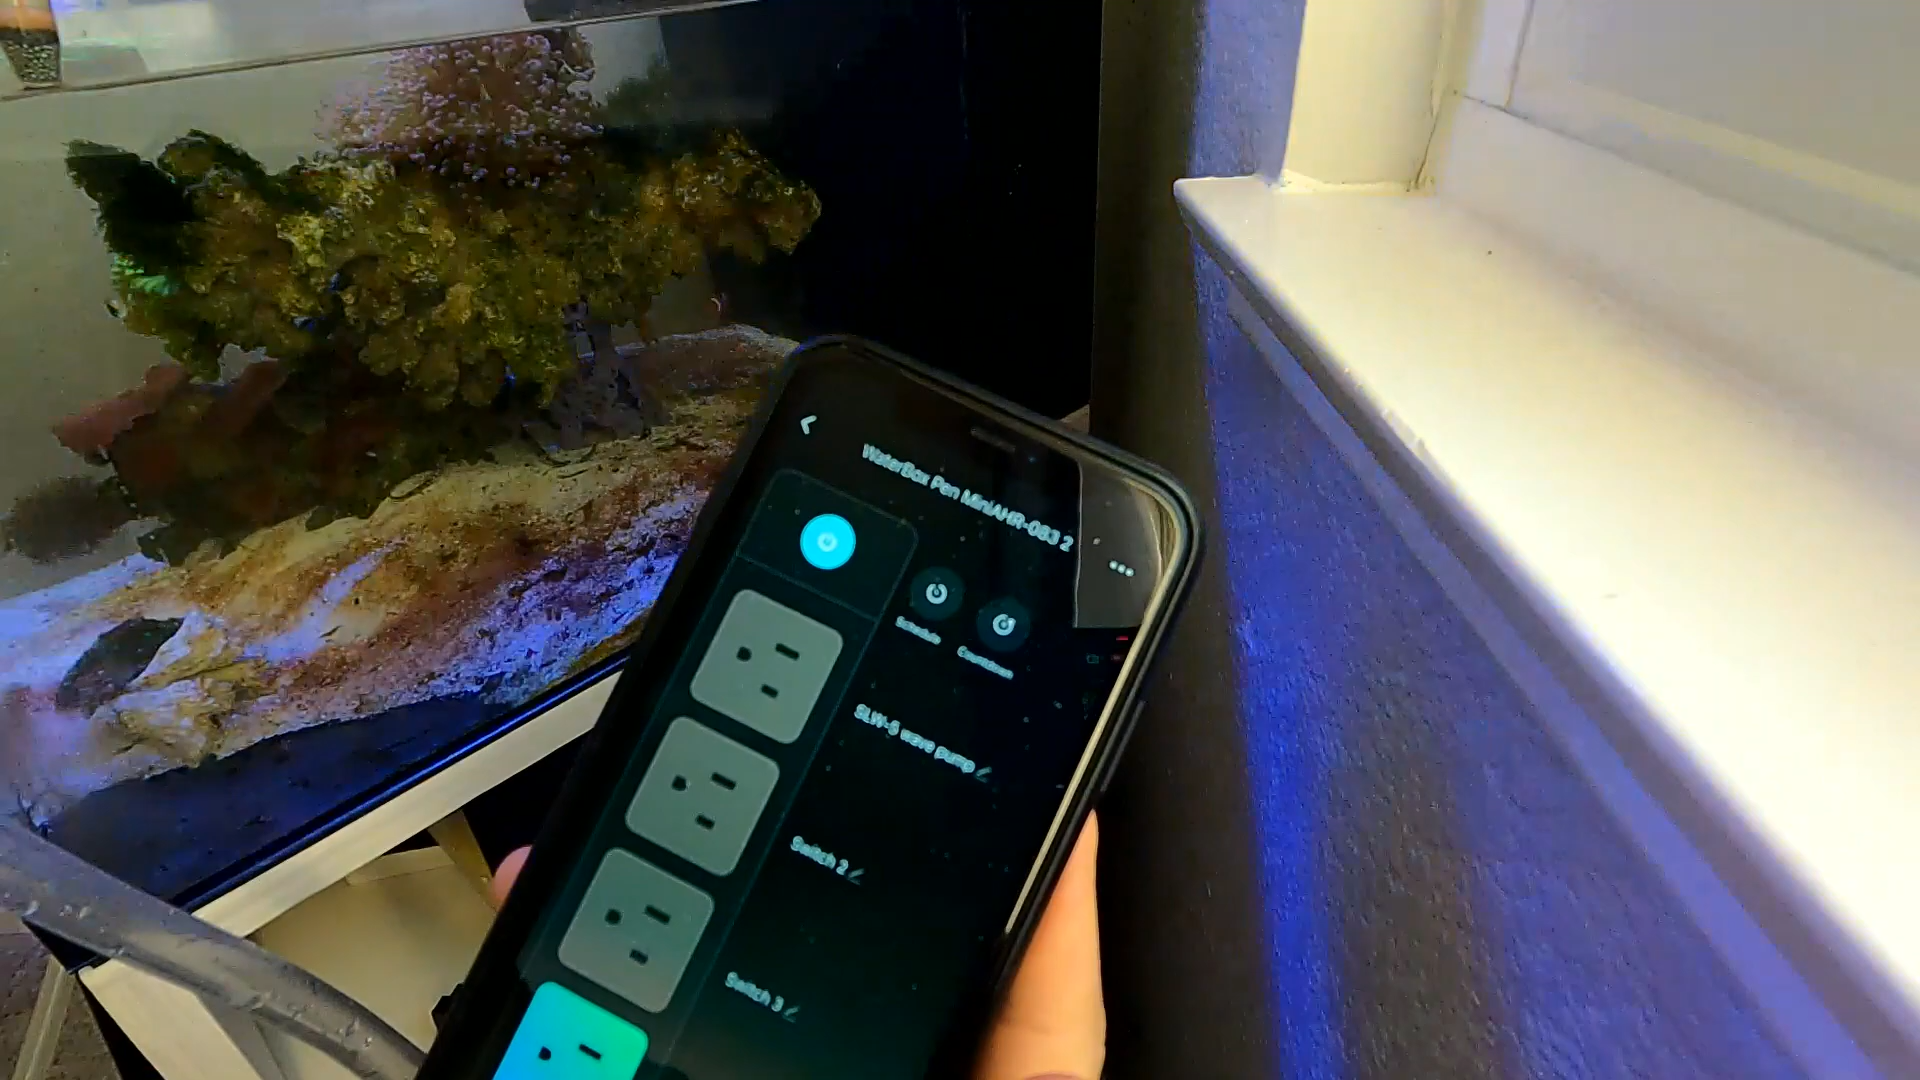 WaterBox Pen MiniAHR-083 2
Schedule
Countdown
SLW-5 wave pump
Switch 2
Switch 3